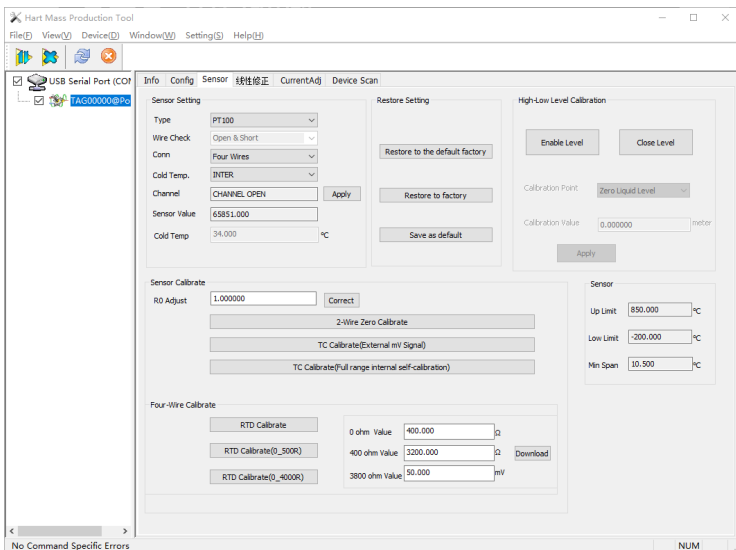 Hart Mass Production Tool
File(F) View(V) Device(D) Window(W) Setting(S) Help(H)
USB Serial Port (COM
TAG00000@Po
Info Config Sensor 线性修正 CurrentAdj Device Scan
Sensor Setting
Type PT100
Wire Check Open & Short
Conn Four Wires
Cold Temp. INTER
Channel CHANNEL OPEN Apply
Sensor Value 65851.000
Cold Temp 34.000 ℃
Restore Setting
Restore to the default factory
Restore to factory
Save as default
High-Low Level Calibration
Enable Level Close Level
Calibration Point Zero Liquid Level
Calibration Value 0.000000 meter
Apply
Sensor Calibrate
R0 Adjust 1.000000 Correct
2-Wire Zero Calibrate
TC Calibrate(External mV Signal)
TC Calibrate(Full range internal self-calibration)
Sensor
Up Limit 850.000 ℃
Low Limit -200.000 ℃
Min Span 10.500 ℃
Four-Wire Calibrate
RTD Calibrate
RTD Calibrate(0_500R)
RTD Calibrate(0_4000R)
0 ohm Value 400.000 Ω
400 ohm Value 3200.000 Ω Download
3800 ohm Value 50.000 mV
No Command Specific Errors NUM